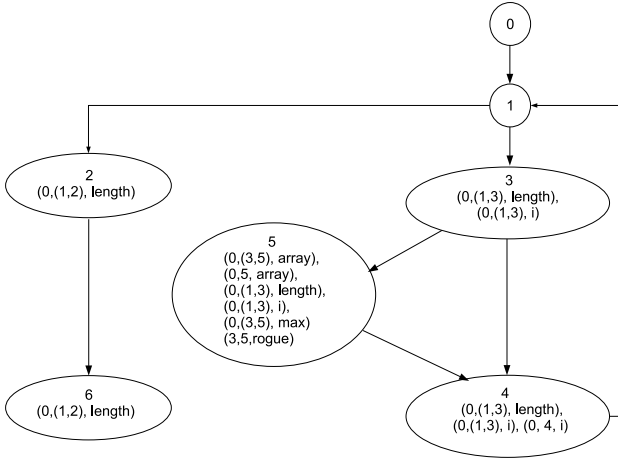 0
1
2
(0,(1,2), length)
3
(0,(1,3), length),
(0,(1,3), i)
5
(0,(3,5), array),
(0,5, array),
(0,(1,3), length),
(0,(1,3), i),
(0,(3,5), max)
(3,5,rogue)
6
(0,(1,2), length)
4
(0,(1,3), length),
(0,(1,3), i), (0, 4, i)